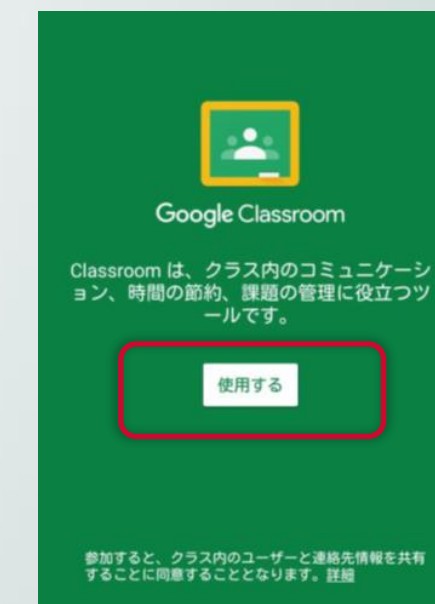 Google Classroom
Classroom は、クラス内のコミュニケーシ
ョン、時間の節約、課題の管理に役立つツ
ールです。
使用する
参加すると、クラス内のユーザーと連絡先情報を共有
することに同意することとなります。詳細